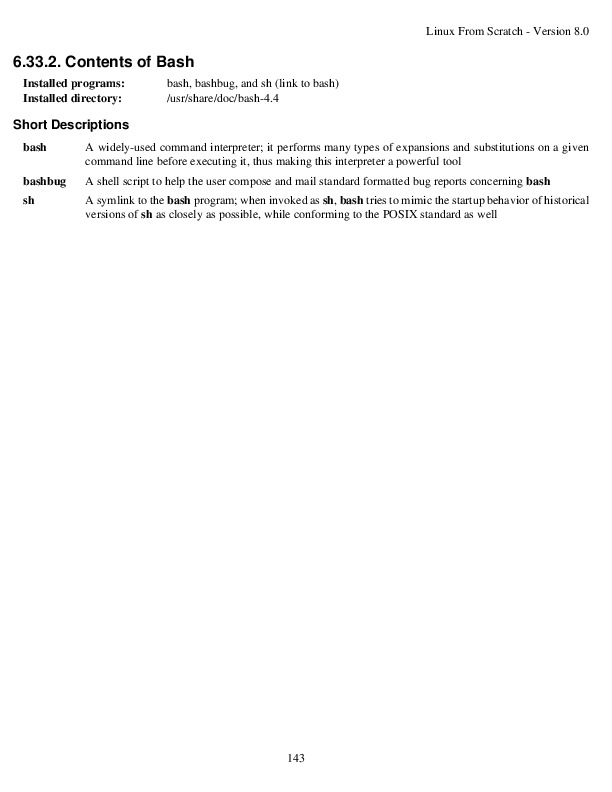 Linux From Scratch - Version 8.0
6.33.2. Contents of Bash
Installed programs: bash, bashbug, and sh (link to bash)
Installed directory: /usr/share/doc/bash-4.4
Short Descriptions
bash A widely-used command interpreter; it performs many types of expansions and substitutions on a given
command line before executing it, thus making this interpreter a powerful tool
bashbug A shell script to help the user compose and mail standard formatted bug reports concerning bash
sh A symlink to the bash program; when invoked as sh, bash tries to mimic the startup behavior of historical
versions of sh as closely as possible, while conforming to the POSIX standard as well
143